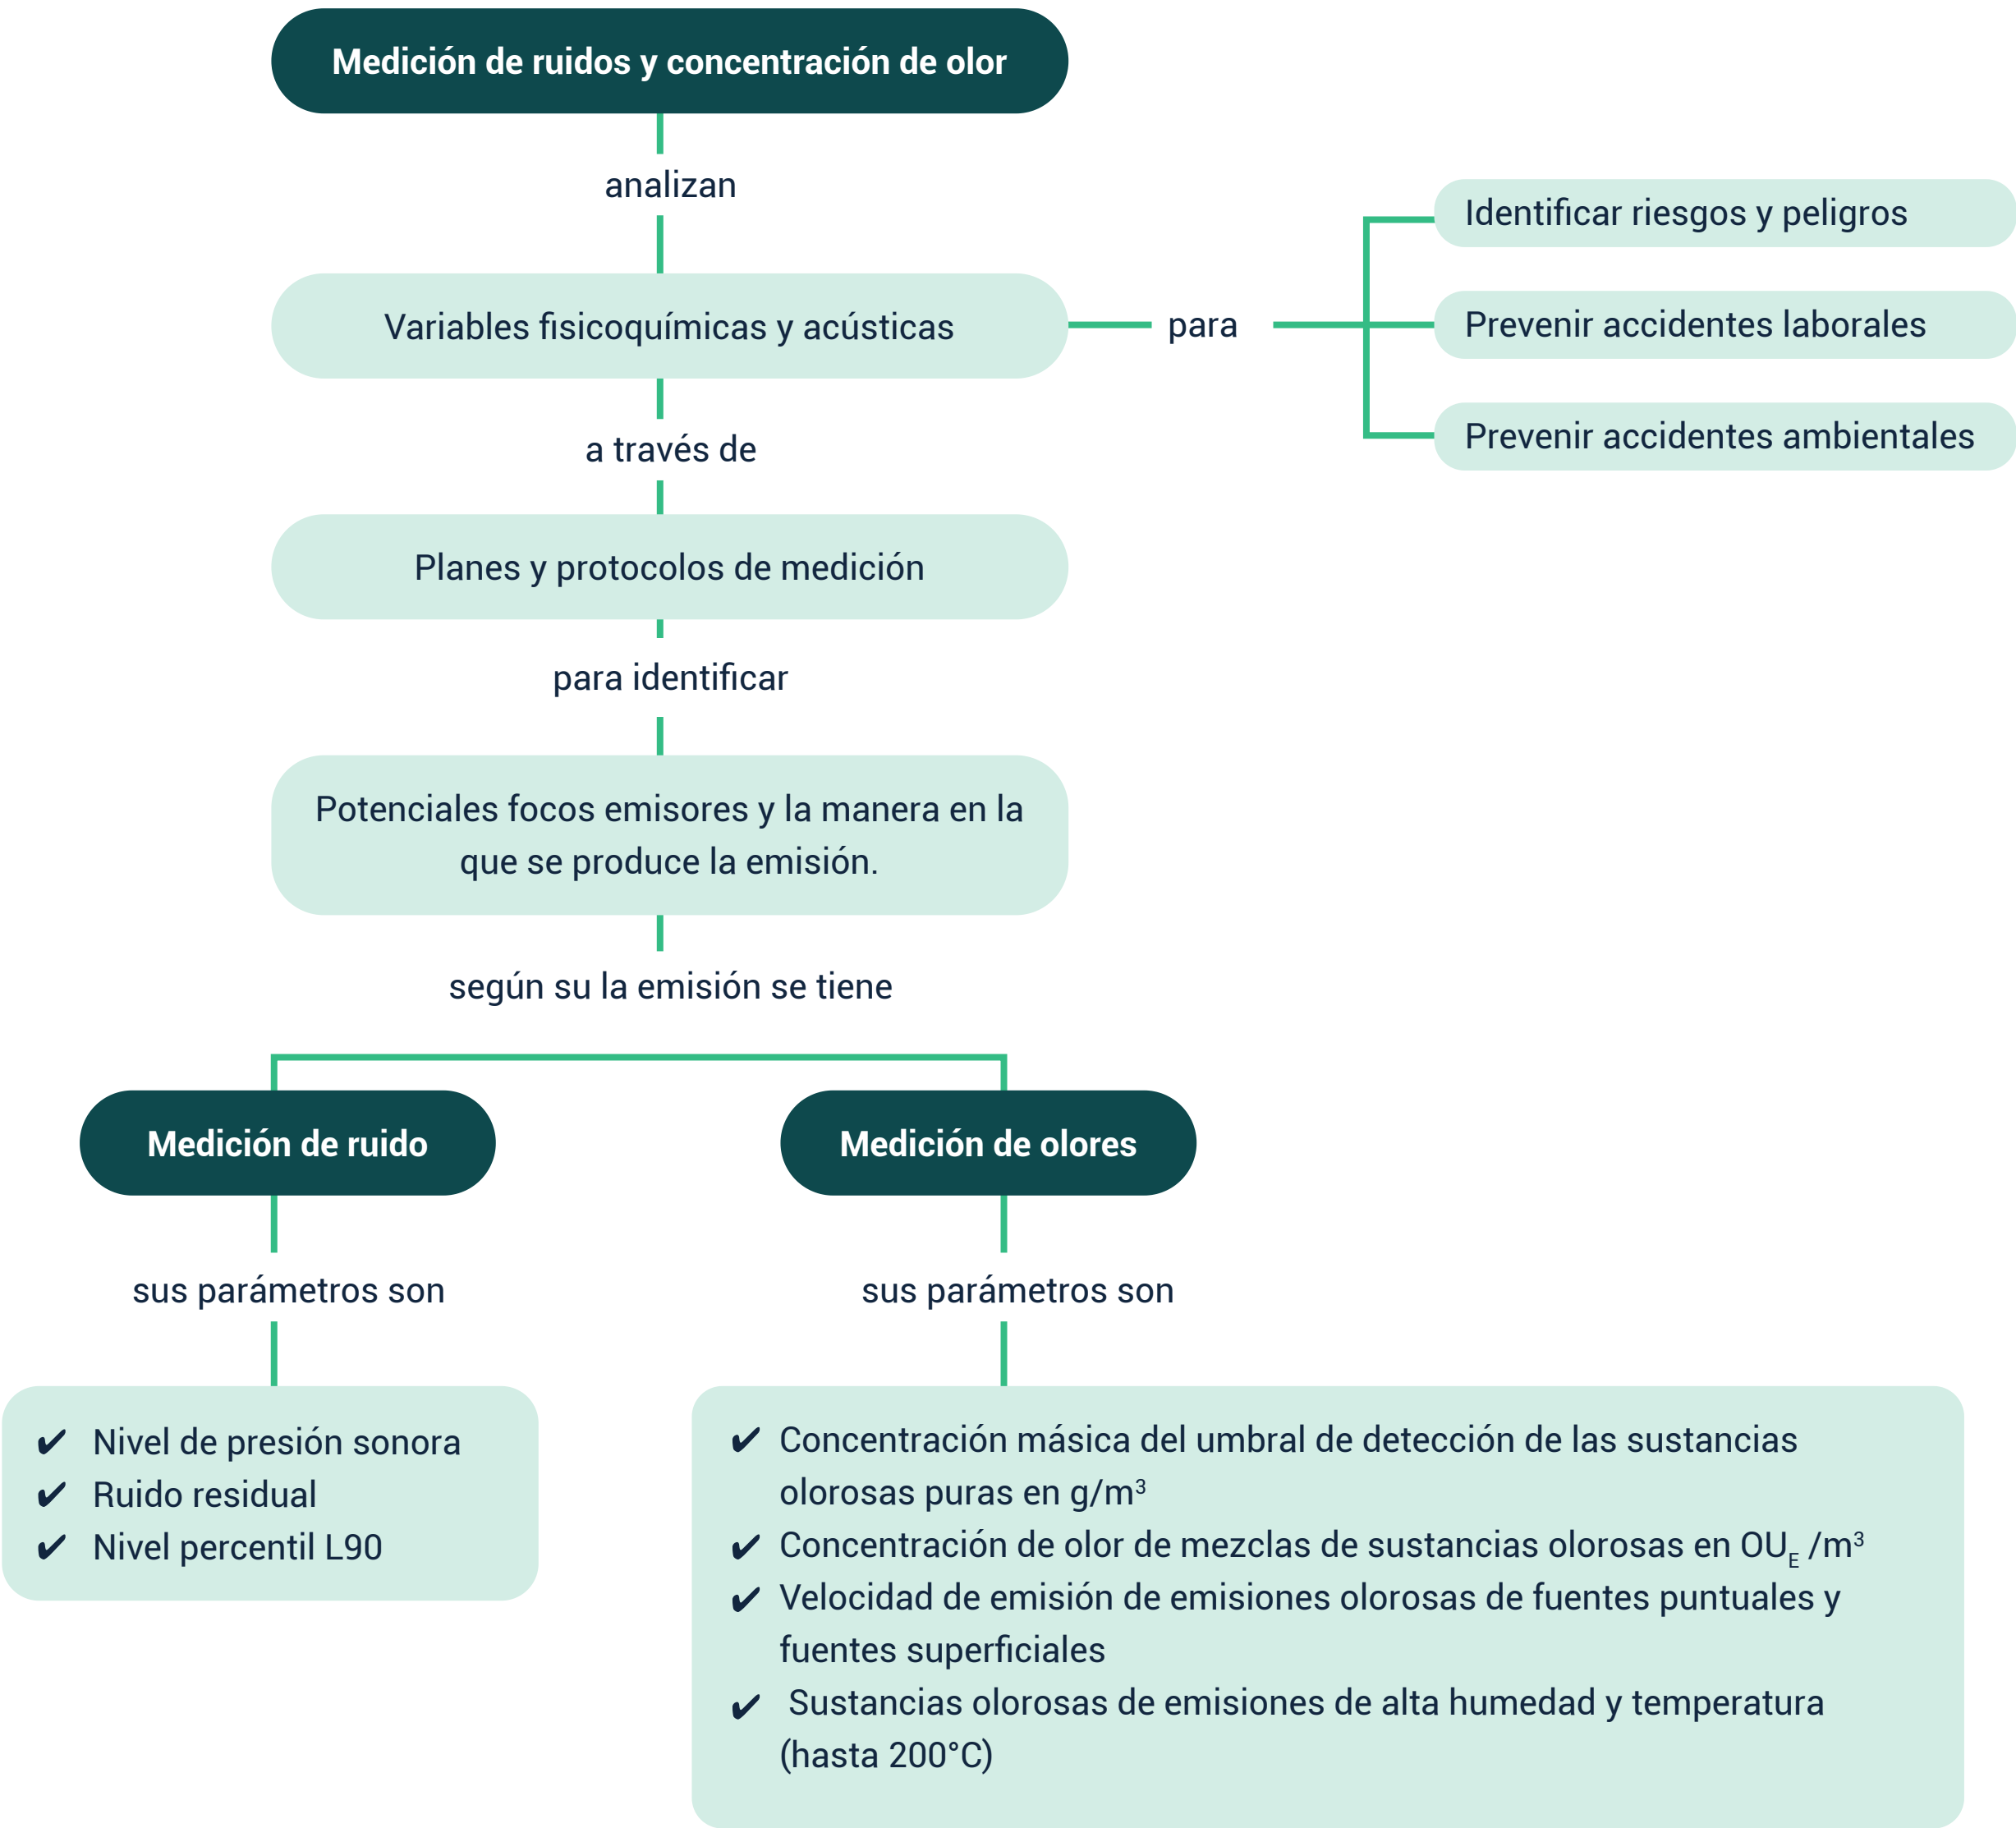 Medición de ruidos y concentración de olor
analizan
Variables fisicoquímicas y acústicas
para
Identificar riesgos y peligros
Prevenir accidentes laborales
Prevenir accidentes ambientales
a través de
Planes y protocolos de medición
para identificar
Potenciales focos emisores y la manera en la
que se produce la emisión.
según su la emisión se tiene
Medición de ruido
sus parámetros son
✔ Nivel de presión sonora
✔ Ruido residual
✔ Nivel percentil L90
Medición de olores
sus parámetros son
✔ Concentración másica del umbral de detección de las sustancias
olorosas puras en g/m³
✔ Concentración de olor de mezclas de sustancias olorosas en OU_E /m³
✔ Velocidad de emisión de emisiones olorosas de fuentes puntuales y
fuentes superficiales
✔ Sustancias olorosas de emisiones de alta humedad y temperatura
(hasta 200°C)